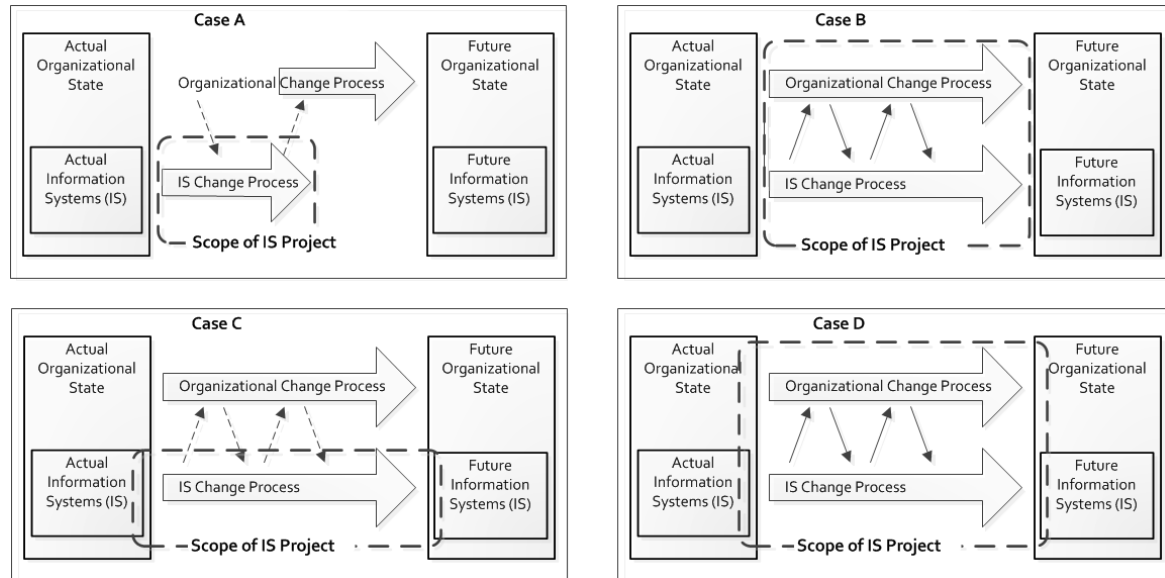 Case A
Actual
Organizational
State
Organizational Change Process
Future
Organizational
State
Actual
Information
Systems (IS)
IS Change Process
Future
Information
Systems (IS)
Scope of IS Project
Case B
Actual
Organizational
State
Organizational Change Process
Future
Organizational
State
Actual
Information
Systems (IS)
IS Change Process
Future
Information
Systems (IS)
Scope of IS Project
Case C
Actual
Organizational
State
Organizational Change Process
Future
Organizational
State
Actual
Information
Systems (IS)
IS Change Process
Future
Information
Systems (IS)
Scope of IS Project
Case D
Actual
Organizational
State
Organizational Change Process
Future
Organizational
State
Actual
Information
Systems (IS)
IS Change Process
Future
Information
Systems (IS)
Scope of IS Project